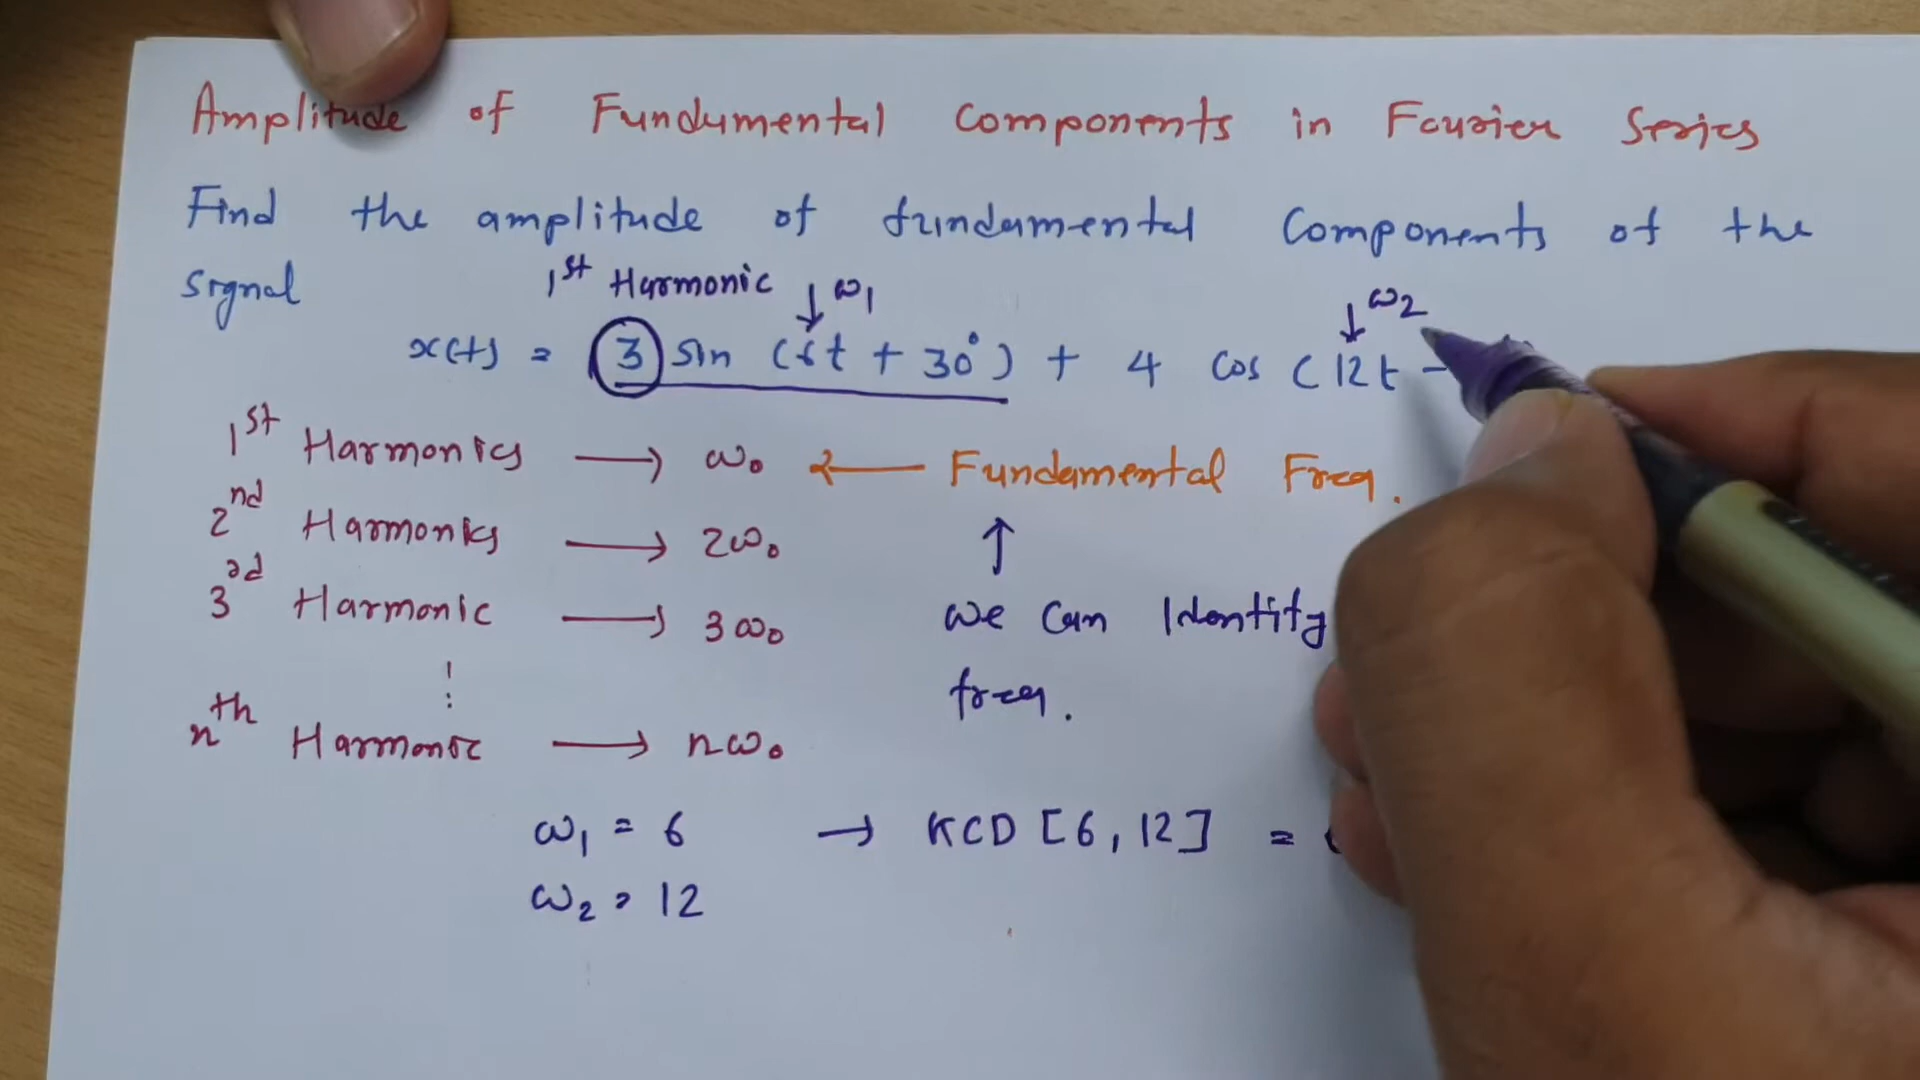 Amplitude of Fundumental Components in Fourier Series
Find the amplitude of fundamental Components of the
signal 1st Harmonic ↓ω1 ↓ω2
x(t) = 3 sin (6t + 30°) + 4 cos (12t -
1st Harmonics → ω0 ← Fundamental Freq.
2nd Harmonics → 2ω0 ↑
3rd Harmonic → 3ω0 we can Identify
⋮ freq.
nth Harmonic → nω0
ω1 = 6 → KCD [6, 12] =
ω2 = 12